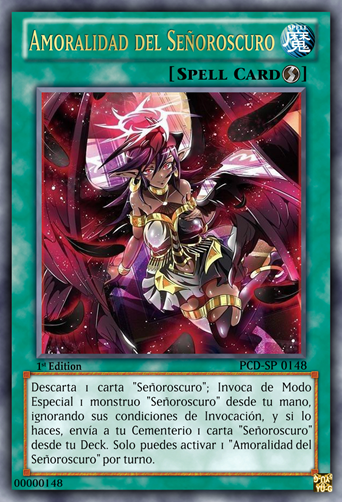 AMORALIDAD DEL SEÑOROSCURO
魔
[SPELL CARD]
1st Edition
PCD-SP 0148
Descarta 1 carta "Señoroscuro"; Invoca de Modo
Especial 1 monstruo "Señoroscuro" desde tu mano,
ignorando sus condiciones de Invocación, y si lo
haces, envía a tu Cementerio 1 carta "Señoroscuro"
desde tu Deck. Solo puedes activar 1 "Amoralidad del
Señoroscuro" por turno.
00000148